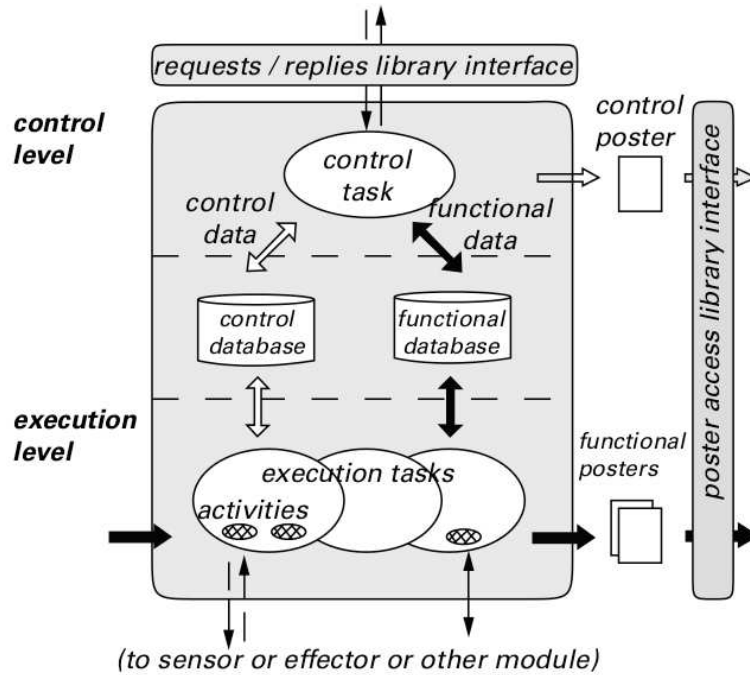 requests / replies library interface
control
level
control
task
control
poster
control
data
functional
data
poster access library interface
control
database
functional
database
execution
level
execution tasks
activities
functional
posters
(to sensor or effector or other module)